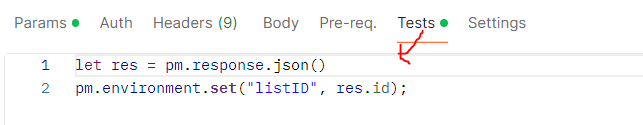 Params Auth Headers (9) Body Pre-req. Tests Settings
1 let res = pm.response.json()
2 pm.environment.set("listID", res.id);